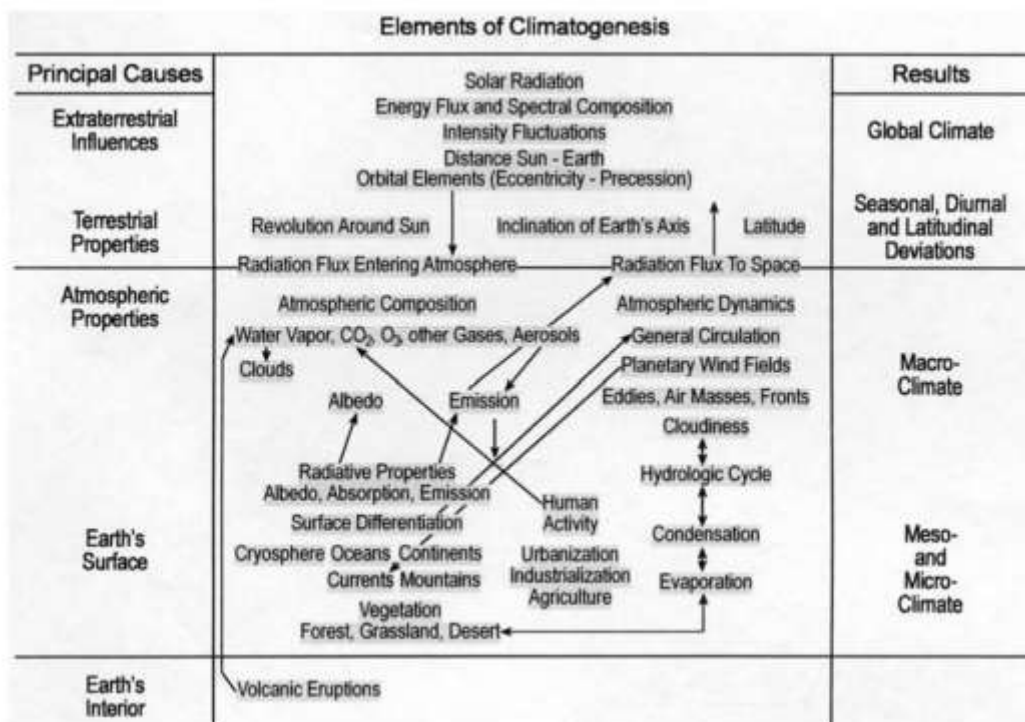 Elements of Climatogenesis
Principal Causes
Results
Solar Radiation
Energy Flux and Spectral Composition
Extraterrestrial
Influences
Intensity Fluctuations
Global Climate
Distance Sun - Earth
Orbital Elements (Eccentricity - Precession)
Terrestrial
Properties
Revolution Around Sun
Inclination of Earth's Axis
Latitude
Seasonal, Diurnal
and Latitudinal
Deviations
Radiation Flux Entering Atmosphere
Radiation Flux To Space
Atmospheric
Properties
Atmospheric Composition
Atmospheric Dynamics
Water Vapor, CO₂, O₃, other Gases, Aerosols
General Circulation
Clouds
Planetary Wind Fields
Macro-
Climate
Albedo
Emission
Eddies, Air Masses, Fronts
Cloudiness
Radiative Properties
Albedo, Absorption, Emission
Hydrologic Cycle
Human
Activity
Surface Differentiation
Condensation
Earth's
Surface
Cryosphere Oceans Continents
Currents Mountains
Urbanization
Industrialization
Agriculture
Evaporation
Meso-
and
Micro-
Climate
Vegetation
Forest, Grassland, Desert
Earth's
Interior
Volcanic Eruptions